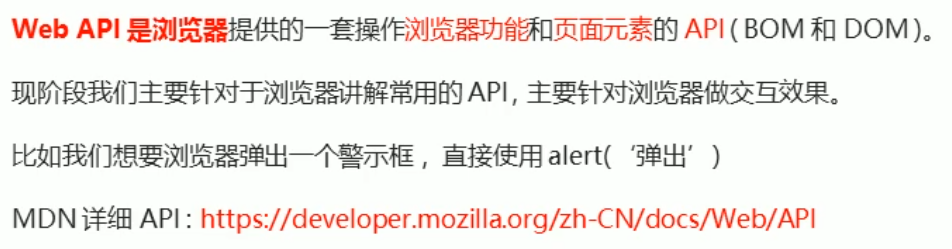 Web API 是浏览器提供的一套操作浏览器功能和页面元素的 API ( BOM 和 DOM )。
现阶段我们主要针对于浏览器讲解常用的 API , 主要针对浏览器做交互效果。
比如我们想要浏览器弹出一个警示框 , 直接使用 alert(‘弹出’)
MDN 详细 API : https://developer.mozilla.org/zh-CN/docs/Web/API